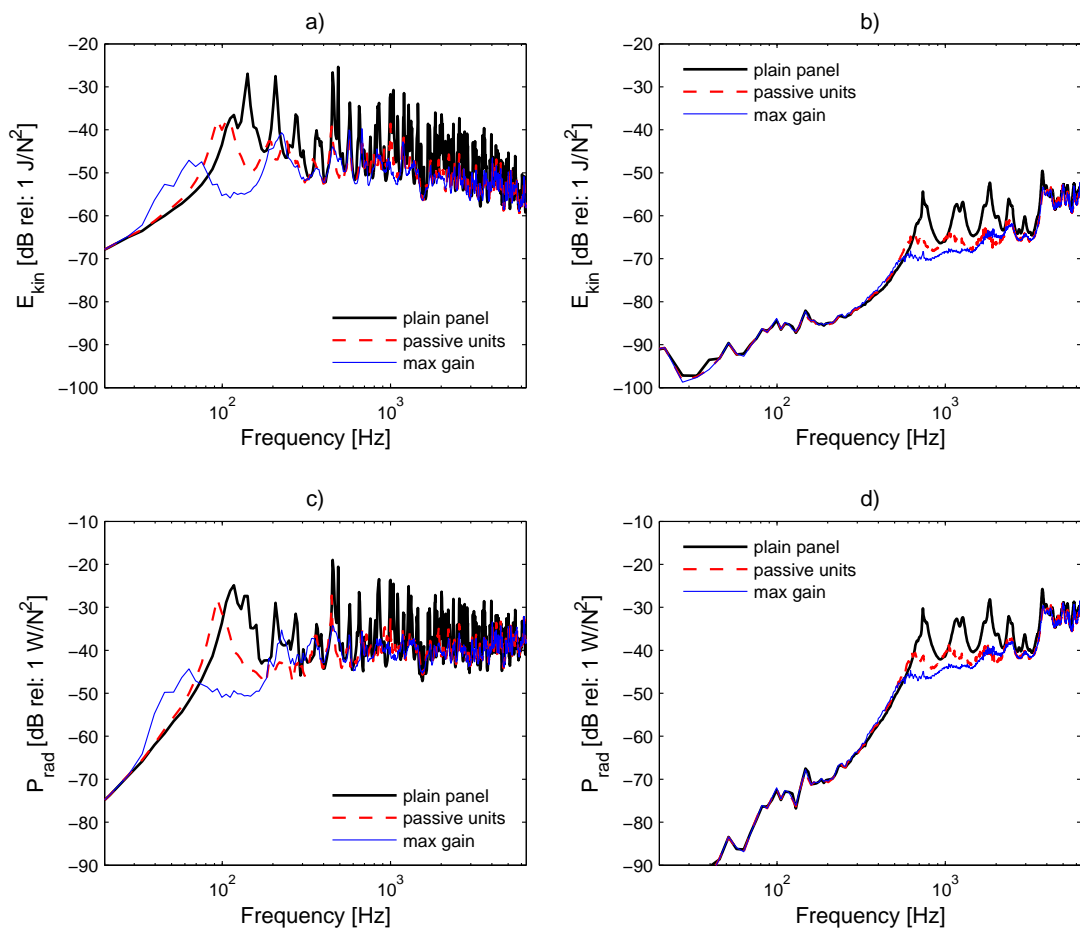 a)
−20
−30
−40
−50
−60
−70
−80
−90
−100
E_kin [dB rel: 1 J/N^2]
plain panel
passive units
max gain
10^2
10^3
Frequency [Hz]
b)
−20
−30
−40
−50
−60
−70
−80
−90
−100
E_kin [dB rel: 1 J/N^2]
plain panel
passive units
max gain
10^2
10^3
Frequency [Hz]
c)
−10
−20
−30
−40
−50
−60
−70
−80
−90
P_rad [dB rel: 1 W/N^2]
plain panel
passive units
max gain
10^2
10^3
Frequency [Hz]
d)
−10
−20
−30
−40
−50
−60
−70
−80
−90
P_rad [dB rel: 1 W/N^2]
plain panel
passive units
max gain
10^2
10^3
Frequency [Hz]